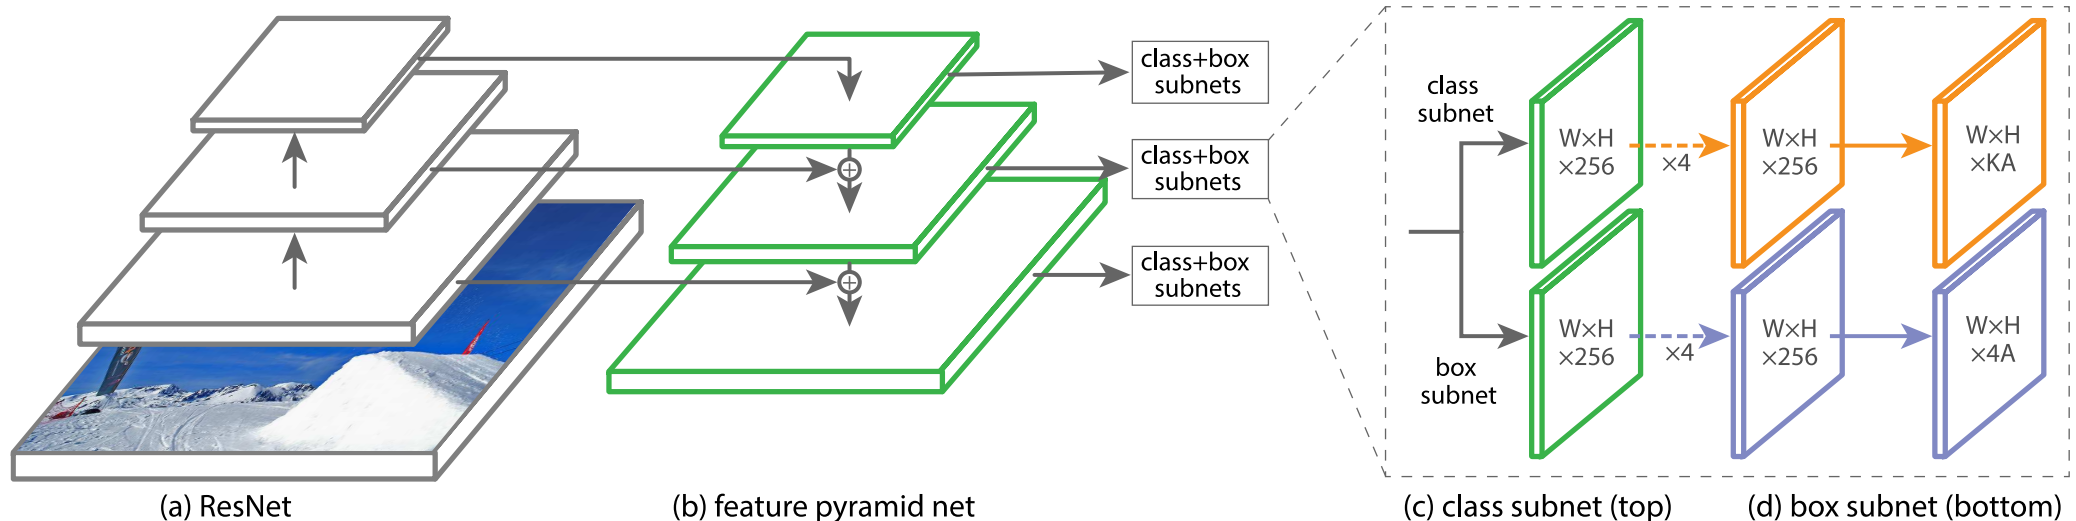 class+box
subnets
class+box
subnets
class+box
subnets
class
subnet
W×H
×256
×4
W×H
×256
W×H
×KA
box
subnet
W×H
×256
×4
W×H
×256
W×H
×4A
(a) ResNet
(b) feature pyramid net
(c) class subnet (top)
(d) box subnet (bottom)